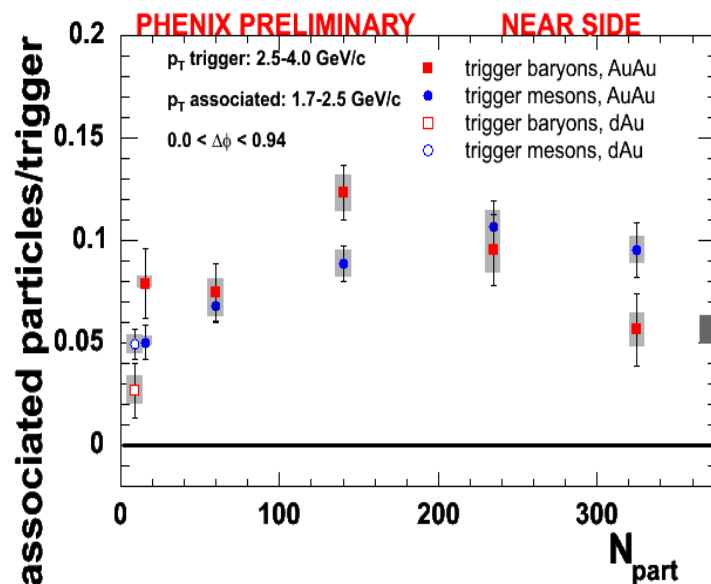 PHENIX PRELIMINARY NEAR SIDE
0.2
p_T trigger: 2.5-4.0 GeV/c
p_T associated: 1.7-2.5 GeV/c
0.0 < Δϕ < 0.94
trigger baryons, AuAu
trigger mesons, AuAu
trigger baryons, dAu
trigger mesons, dAu
0.15
0.1
0.05
0
associated particles/trigger
0 100 200 300
N_part